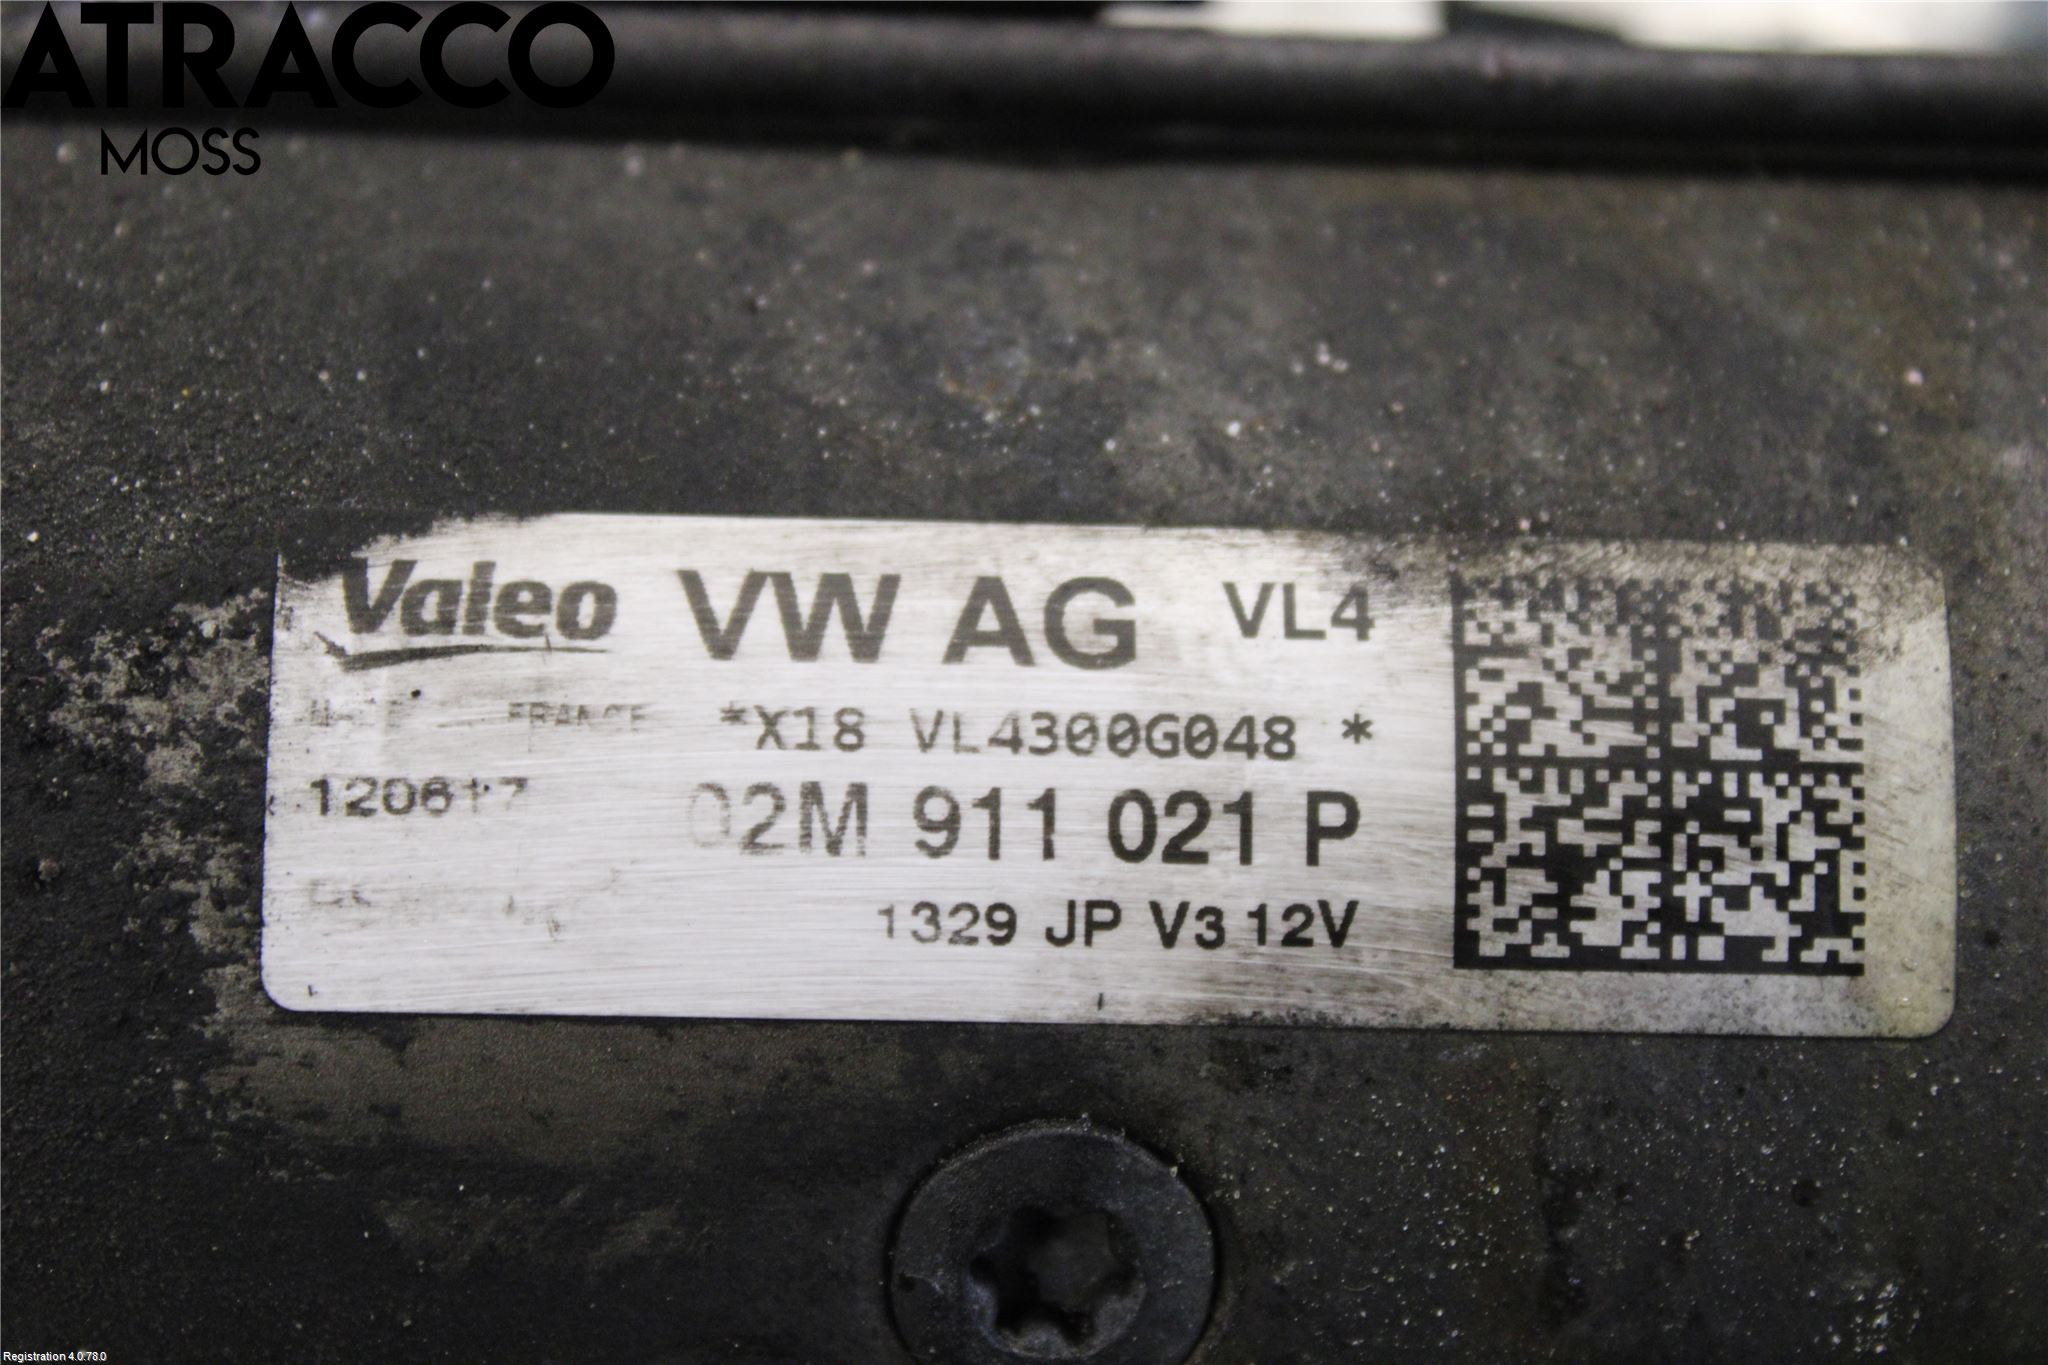 ATRACCO
MOSS
Valeo VW AG VL4
FRANCE *X18 VL4300G048 *
120617 02M 911 021 P
1329 JP V3 12V
Registration 4.0.78.0